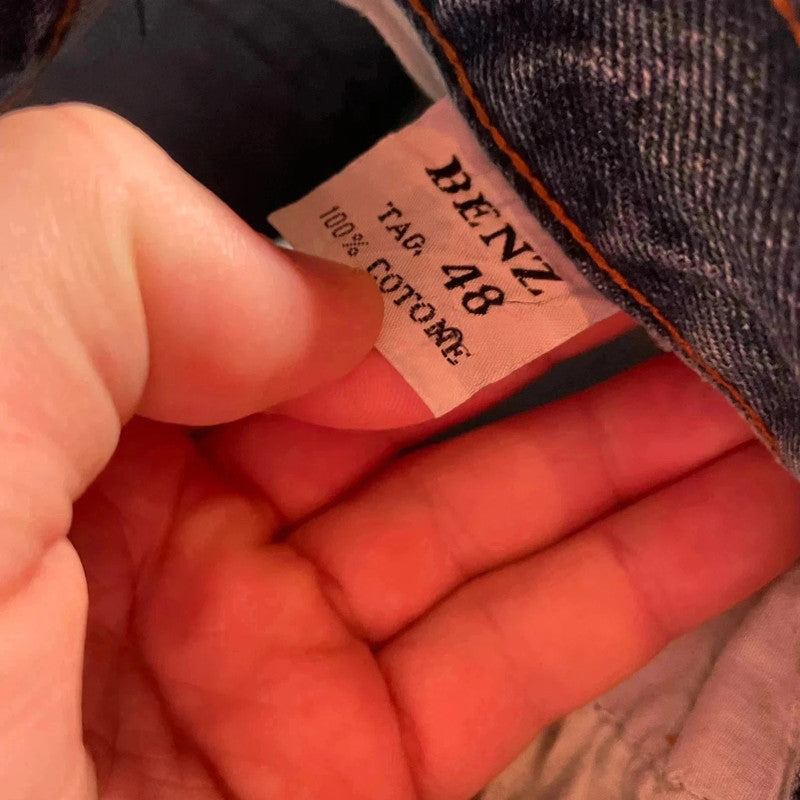 BENZ
TAG. 48
100% COTONE